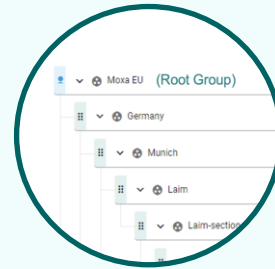 Moxa EU (Root Group)
Germany
Munich
Laim
Laim-section